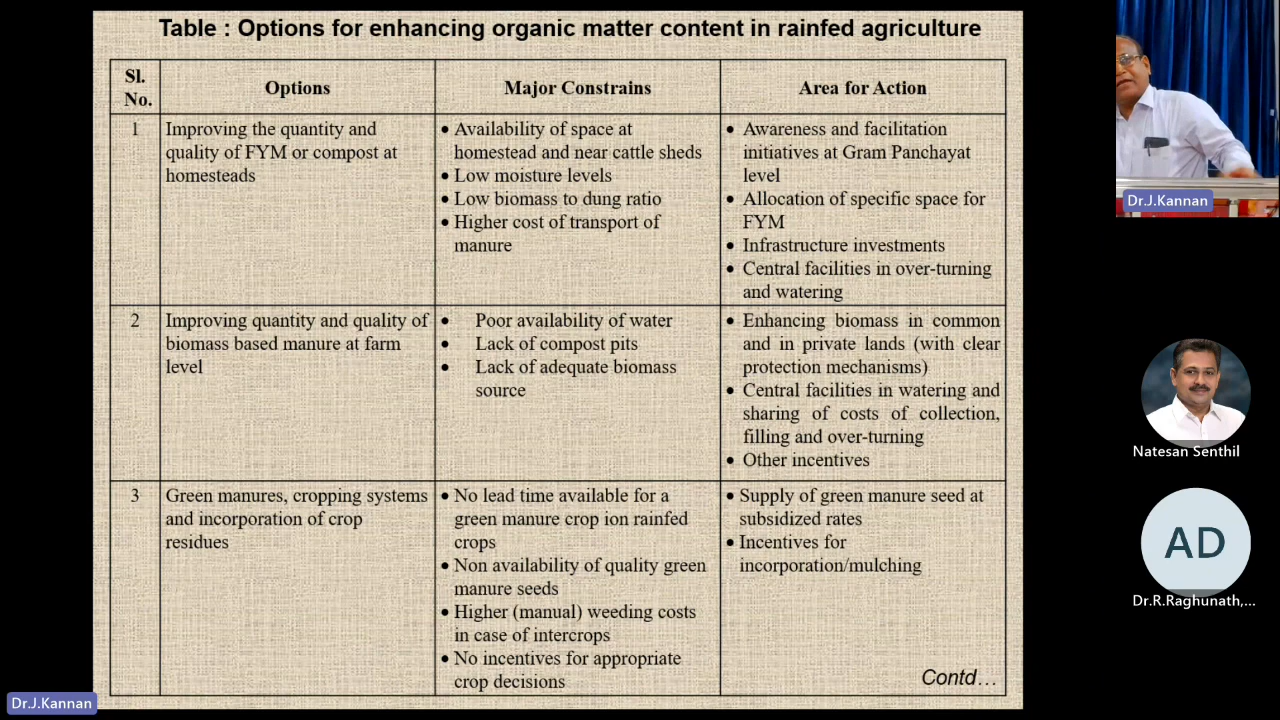 Table : Options for enhancing organic matter content in rainfed agriculture
Sl.
No.
Options
Major Constrains
Area for Action
1
Improving the quantity and
quality of FYM or compost at
homesteads
• Availability of space at
homestead and near cattle sheds
• Low moisture levels
• Low biomass to dung ratio
• Higher cost of transport of
manure
• Awareness and facilitation
initiatives at Gram Panchayat
level
• Allocation of specific space for
FYM
• Infrastructure investments
• Central facilities in over-turning
and watering
2
Improving quantity and quality of
biomass based manure at farm
level
• Poor availability of water
• Lack of compost pits
• Lack of adequate biomass
source
• Enhancing biomass in common
and in private lands (with clear
protection mechanisms)
• Central facilities in watering and
sharing of costs of collection,
filling and over-turning
• Other incentives
3
Green manures, cropping systems
and incorporation of crop
residues
• No lead time available for a
green manure crop ion rainfed
crops
• Non availability of quality green
manure seeds
• Higher (manual) weeding costs
in case of intercrops
• No incentives for appropriate
crop decisions
• Supply of green manure seed at
subsidized rates
• Incentives for
incorporation/mulching
Contd…
Dr.J.Kannan
Dr.J.Kannan
Natesan Senthil
AD
Dr.R.Raghunath,...